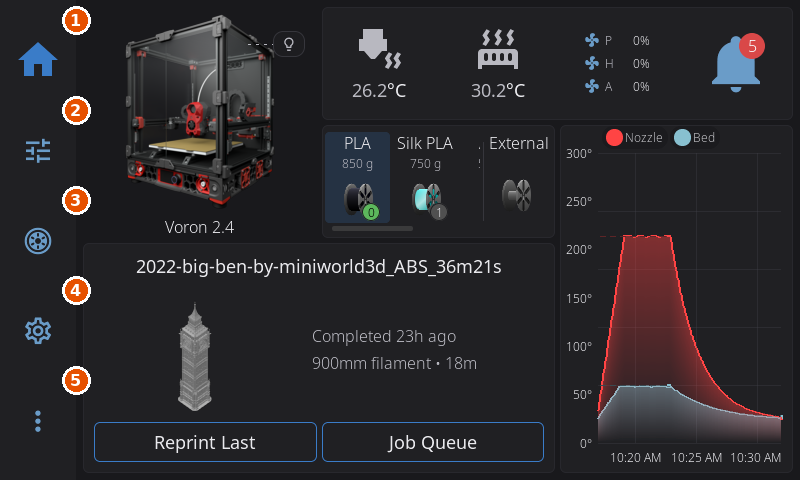 1
2
3
4
5
Voron 2.4
26.2°C
30.2°C
P 0%
H 0%
A 0%
5
PLA
850 g
0
Silk PLA
750 g
1
External
Nozzle
Bed
300°
250°
200°
150°
100°
50°
0°
10:20 AM
10:25 AM
10:30 AM
2022-big-ben-by-miniworld3d_ABS_36m21s
Completed 23h ago
900mm filament • 18m
Reprint Last
Job Queue